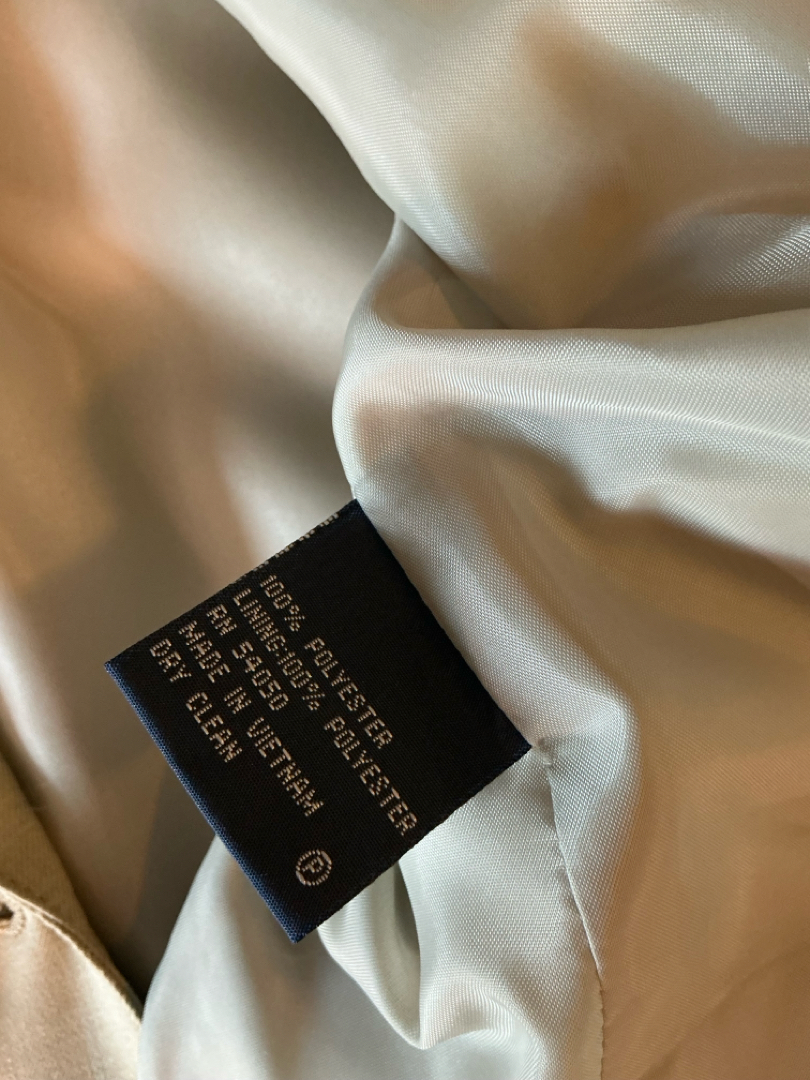 100% POLYESTER
LINING-100% POLYESTER
RN 54050
MADE IN VIETNAM
DRY CLEAN
P